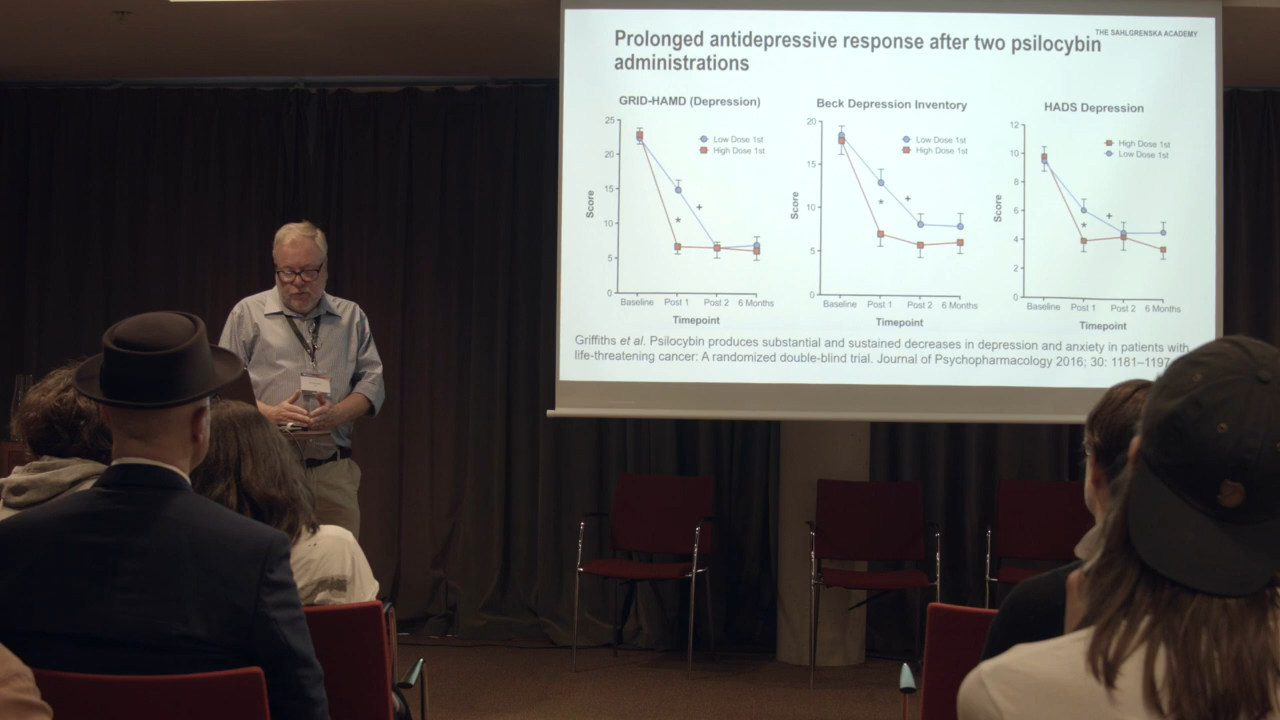 THE SAHLGRENSKA ACADEMY
Prolonged antidepressive response after two psilocybin
administrations
GRID-HAMD (Depression)
25
20
15
10
5
0
Score
Low Dose 1st
High Dose 1st
*
+
Baseline Post 1 Post 2 6 Months
Timepoint
Beck Depression Inventory
20
15
10
5
0
Score
Low Dose 1st
High Dose 1st
*
+
Baseline Post 1 Post 2 6 Months
Timepoint
HADS Depression
12
10
8
6
4
2
0
Score
High Dose 1st
Low Dose 1st
*
+
Baseline Post 1 Post 2 6 Months
Timepoint
Griffiths et al. Psilocybin produces substantial and sustained decreases in depression and anxiety in patients with
life-threatening cancer: A randomized double-blind trial. Journal of Psychopharmacology 2016; 30: 1181–1197